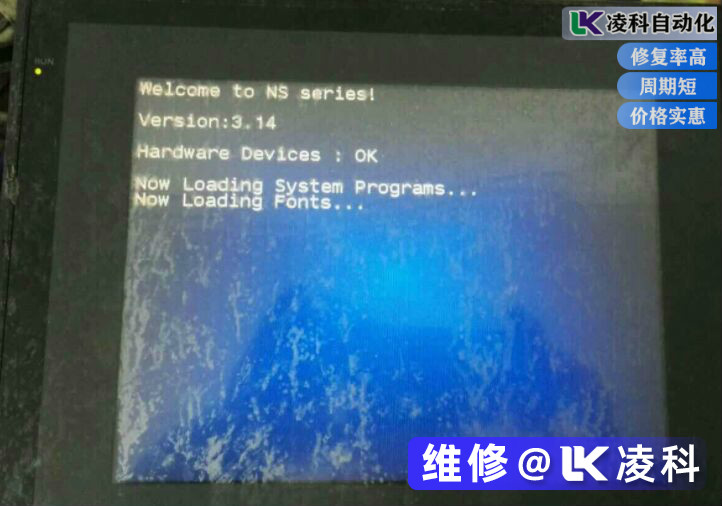 RUN
LK凌科自动化
修复率高
周期短
价格实惠
Welcome to NS series!
Version:3.14
Hardware Devices : OK
Now Loading System Programs...
Now Loading Fonts...
维修@LK凌科